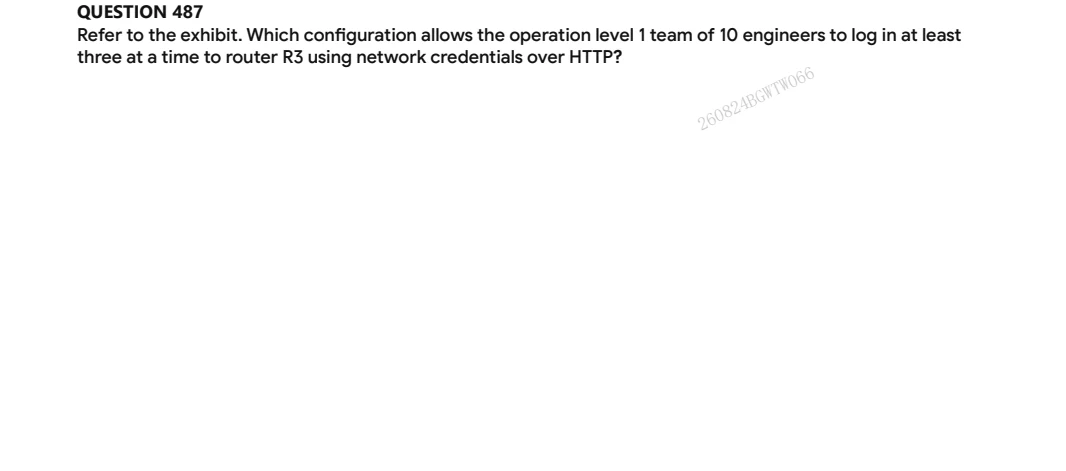 QUESTION 487
Refer to the exhibit. Which configuration allows the operation level 1 team of 10 engineers to log in at least
three at a time to router R3 using network credentials over HTTP?
260824BGWTW066